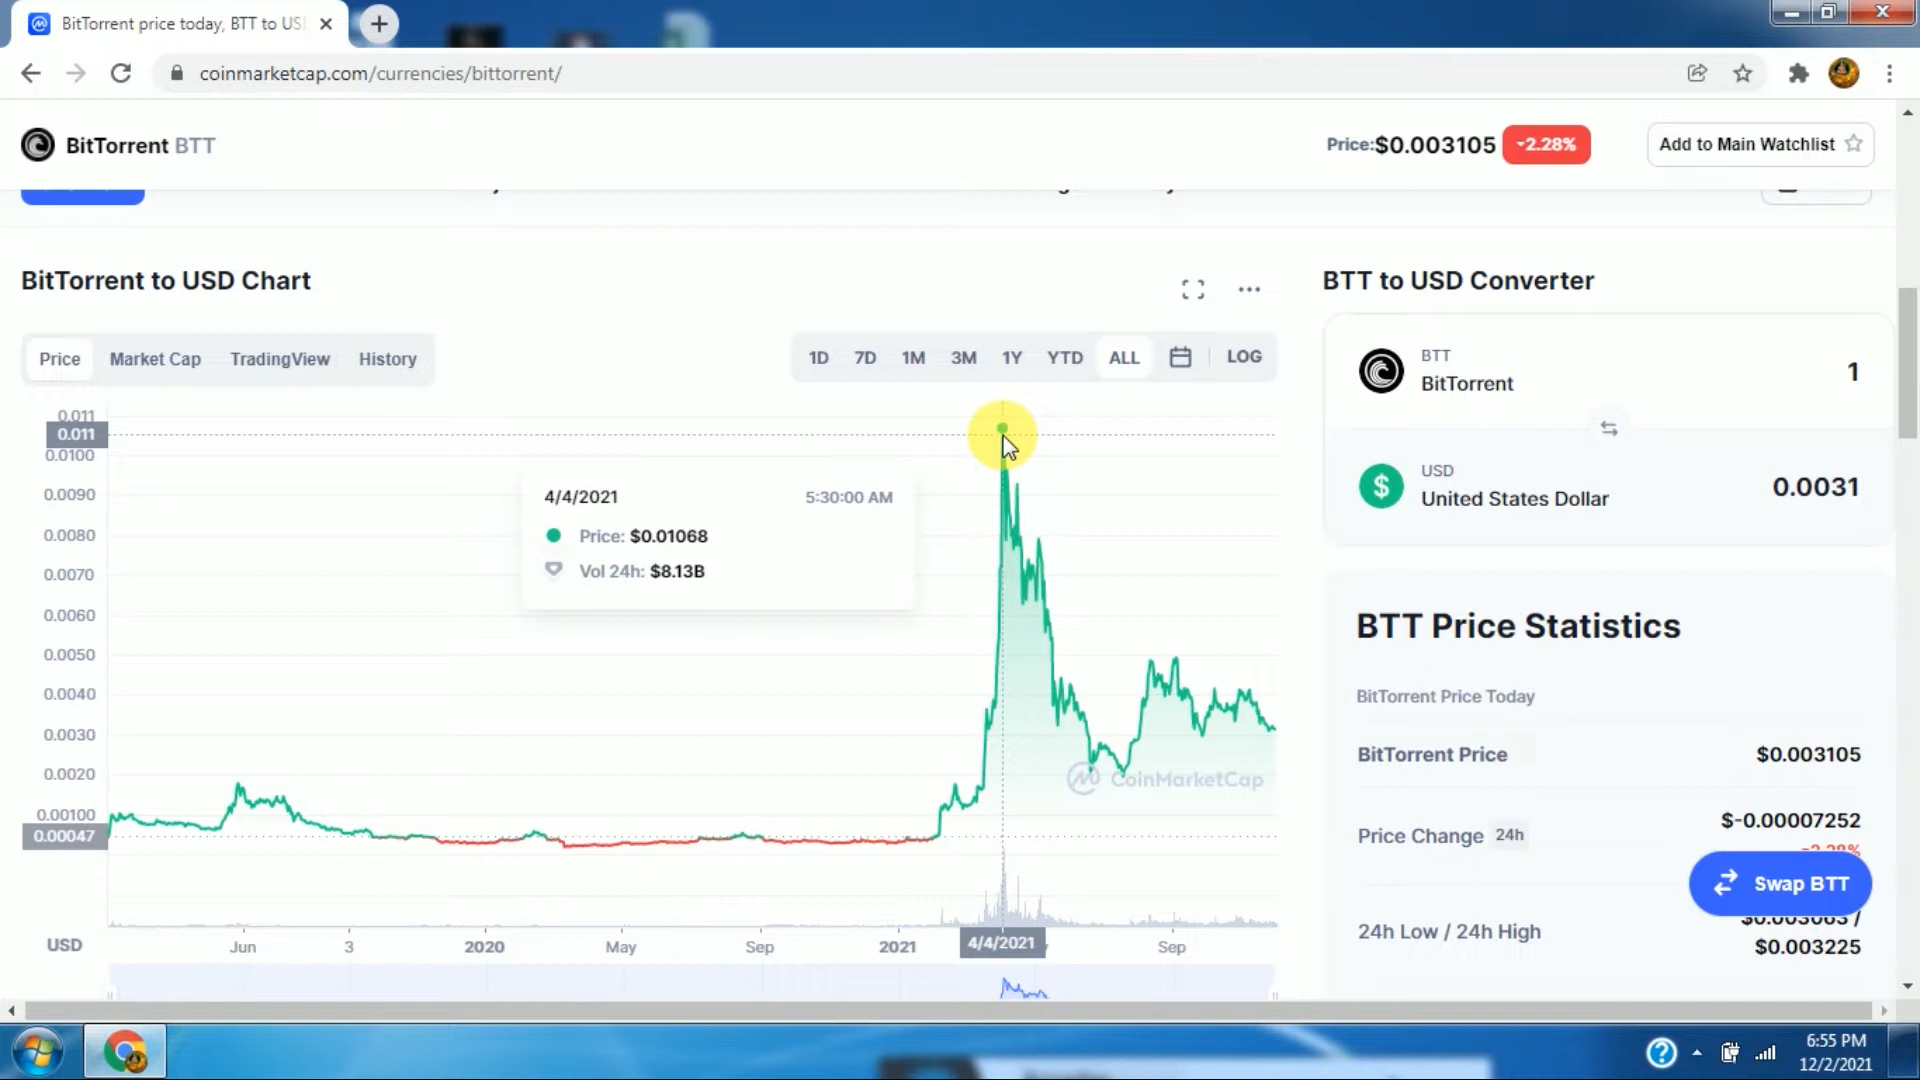 BitTorrent price today, BTT to US
coinmarketcap.com/currencies/bittorrent/
BitTorrent BTT
Price:$0.003105 -2.28%
Add to Main Watchlist
BitTorrent to USD Chart
Price Market Cap TradingView History
1D 7D 1M 3M 1Y YTD ALL LOG
0.011
0.011
0.0100
0.0090
0.0080
0.0070
0.0060
0.0050
0.0040
0.0030
0.0020
0.00100
0.00047
4/4/2021 5:30:00 AM
Price: $0.01068
Vol 24h: $8.13B
CoinMarketCap
USD
Jun 3 2020 May Sep 2021 4/4/2021 Sep
BTT to USD Converter
BTT
BitTorrent
1
USD
United States Dollar
0.0031
BTT Price Statistics
BitTorrent Price Today
BitTorrent Price $0.003105
Price Change 24h
$-0.00007252
-2.28%
Swap BTT
24h Low / 24h High
$0.003063 /
$0.003225
6:55 PM
12/2/2021